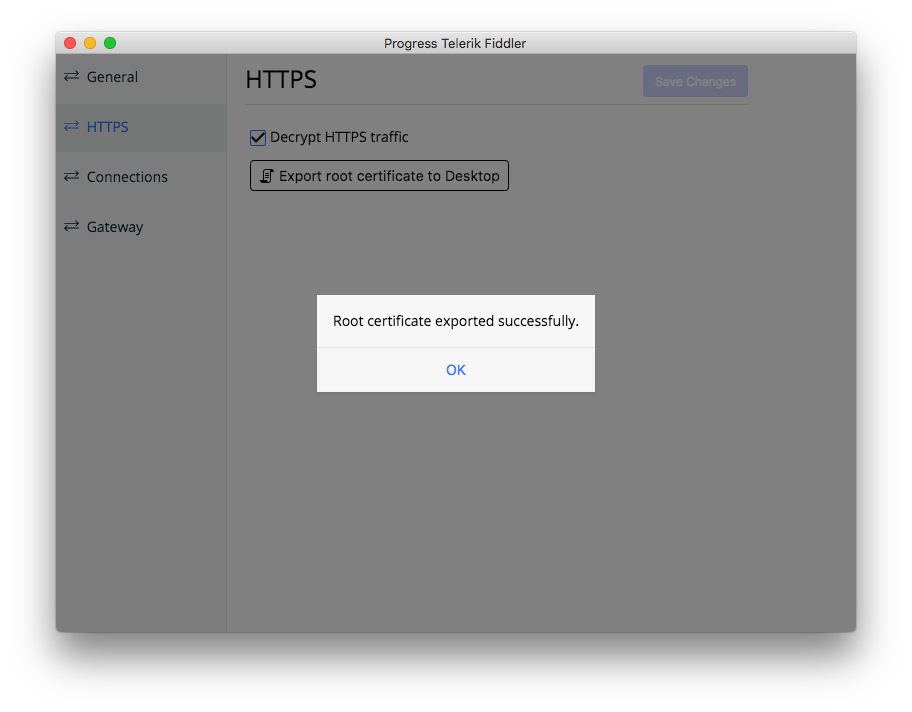 Progress Telerik Fiddler
General
HTTPS
Connections
Gateway
HTTPS
Save Changes
Decrypt HTTPS traffic
Export root certificate to Desktop
Root certificate exported successfully.
OK